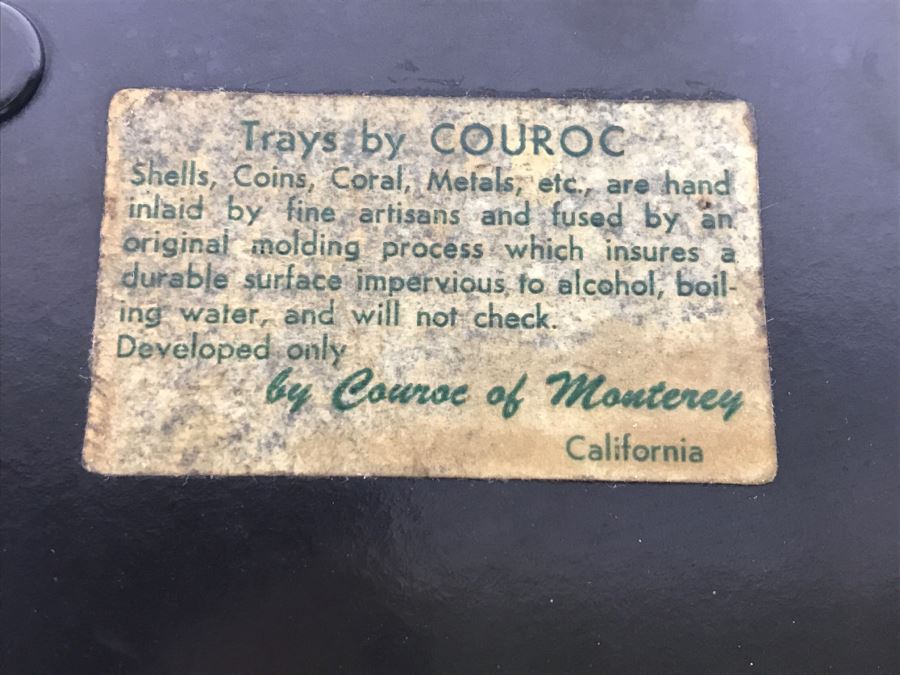 Trays by COUROC
Shells, Coins, Coral, Metals, etc., are hand
inlaid by fine artisans and fused by an
original molding process which insures a
durable surface impervious to alcohol, boil-
ing water, and will not check.
Developed only
by Couroc of Monterey
California